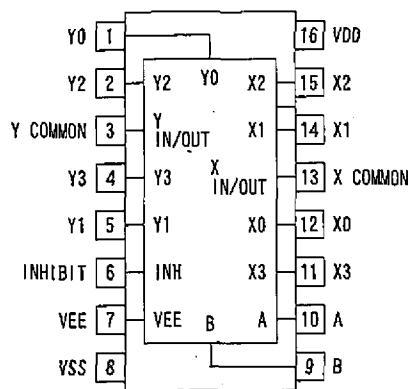 Y0 1 16 VDD
Y0
Y2 2 Y2 X2 15 X2
Y COMMON 3 Y IN/OUT X1 14 X1
Y3 4 Y3 X IN/OUT 13 X COMMON
Y1 5 Y1 X0 12 X0
INHIBIT 6 INH X3 11 X3
VEE 7 VEE B A 10 A
VSS 8 9 B